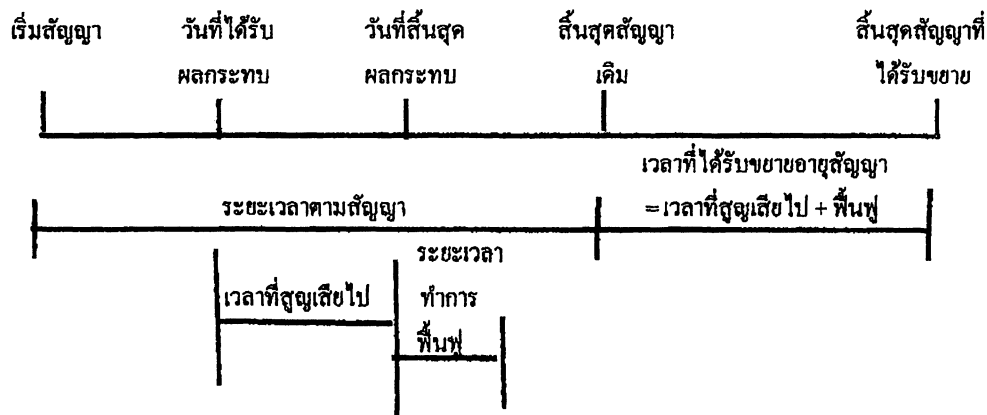 เริ่มสัญญา วันที่ได้รับ วันที่สิ้นสุด สิ้นสุดสัญญา สิ้นสุดสัญญาที่
ผลกระทบ ผลกระทบ เดิม ได้รับขยาย
เวลาที่ได้รับขยายอายุสัญญา
ระยะเวลาตามสัญญา =เวลาที่สูญเสียไป + ฟื้นฟู
ระยะเวลา
เวลาที่สูญเสียไป ทำการ
ฟื้นฟู